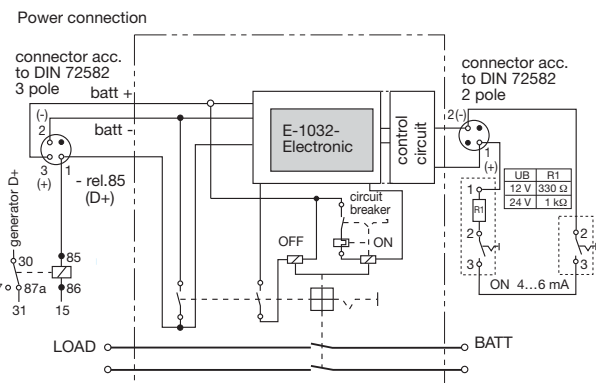 Power connection
connector acc.
to DIN 72582
3 pole
batt +
(-)
2
batt -
3
1
(+)
- rel.85
(D+)
generator D+
30
85
87a
86
31
15
E-1032-
Electronic
control
circuit
circuit
breaker
OFF
ON
LOAD
BATT
connector acc.
to DIN 72582
2 pole
2(-)
1
(+)
UB R1
12 V 330 Ω
24 V 1 kΩ
1
R1
2
3
2
3
ON 4...6 mA